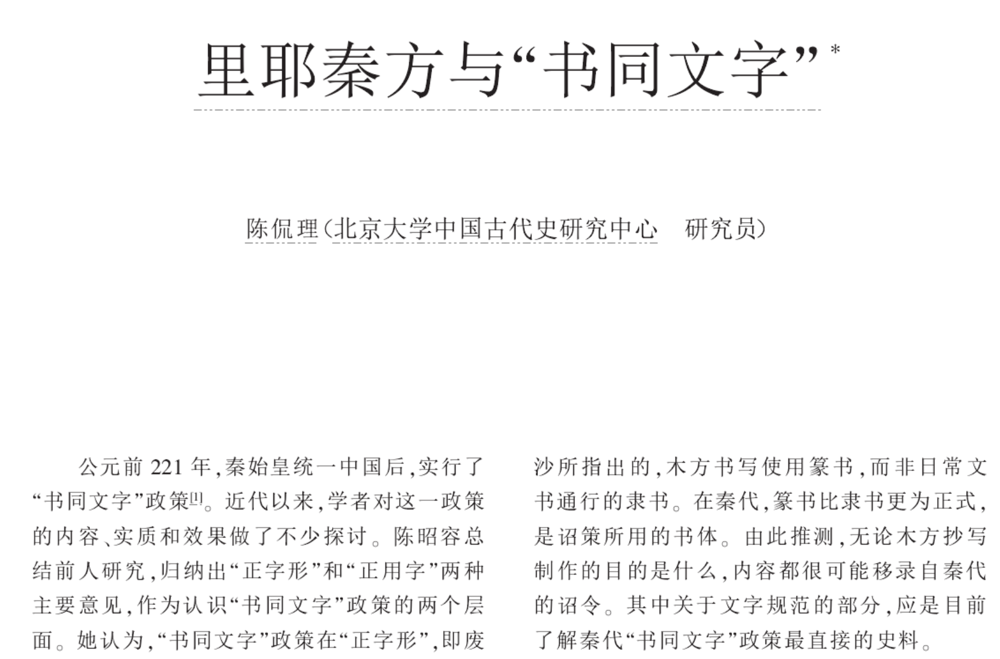 里耶秦方与“书同文字”*
陈侃理(北京大学中国古代史研究中心　研究员)
公元前 221 年,秦始皇统一中国后,实行了
“书同文字”政策[1]。近代以来,学者对这一政策
的内容、实质和效果做了不少探讨。陈昭容总
结前人研究,归纳出“正字形”和“正用字”两种
主要意见,作为认识“书同文字”政策的两个层
面。她认为,“书同文字”政策在“正字形”,即废
沙所指出的,木方书写使用篆书,而非日常文
书通行的隶书。在秦代,篆书比隶书更为正式,
是诏策所用的书体。由此推测,无论木方抄写
制作的目的是什么,内容都很可能移录自秦代
的诏令。其中关于文字规范的部分,应是目前
了解秦代“书同文字”政策最直接的史料。